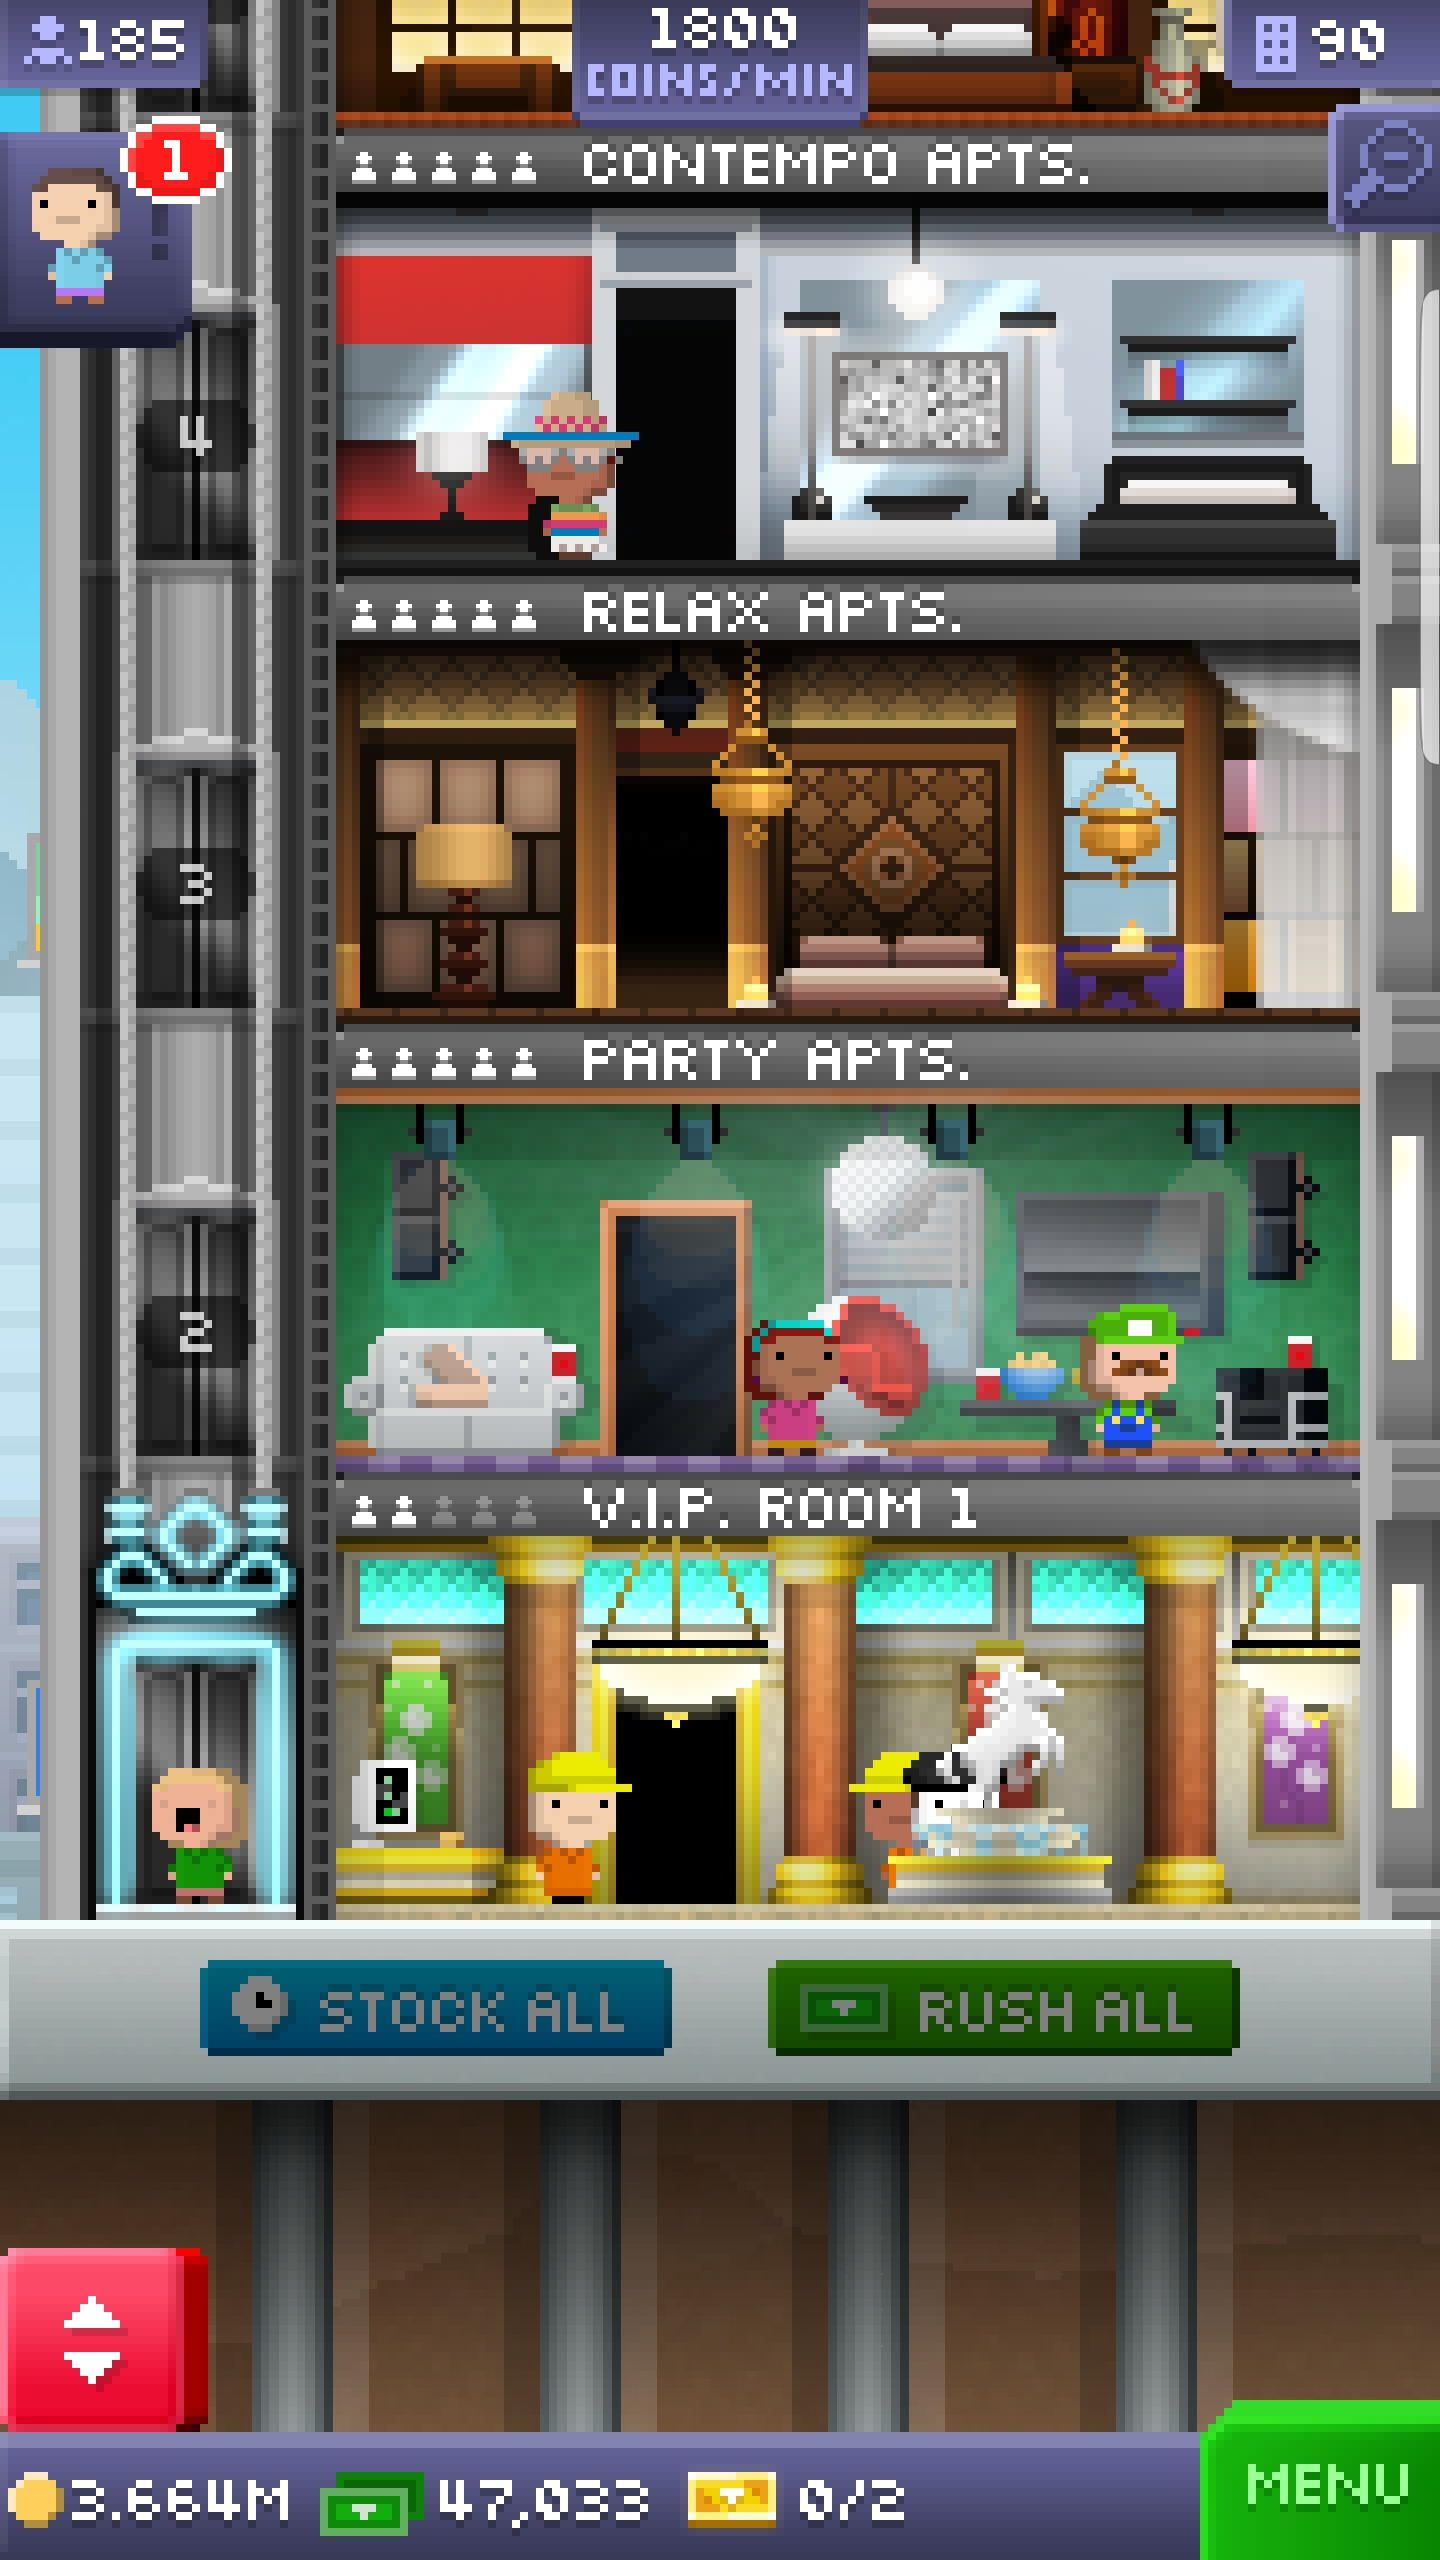 185
1800
COINS/MIN
90
1
CONTEMPO APTS.
4
RELAX APTS.
3
PARTY APTS.
2
V.I.P. ROOM 1
STOCK ALL
RUSH ALL
3.664M
47,033
0/2
MENU